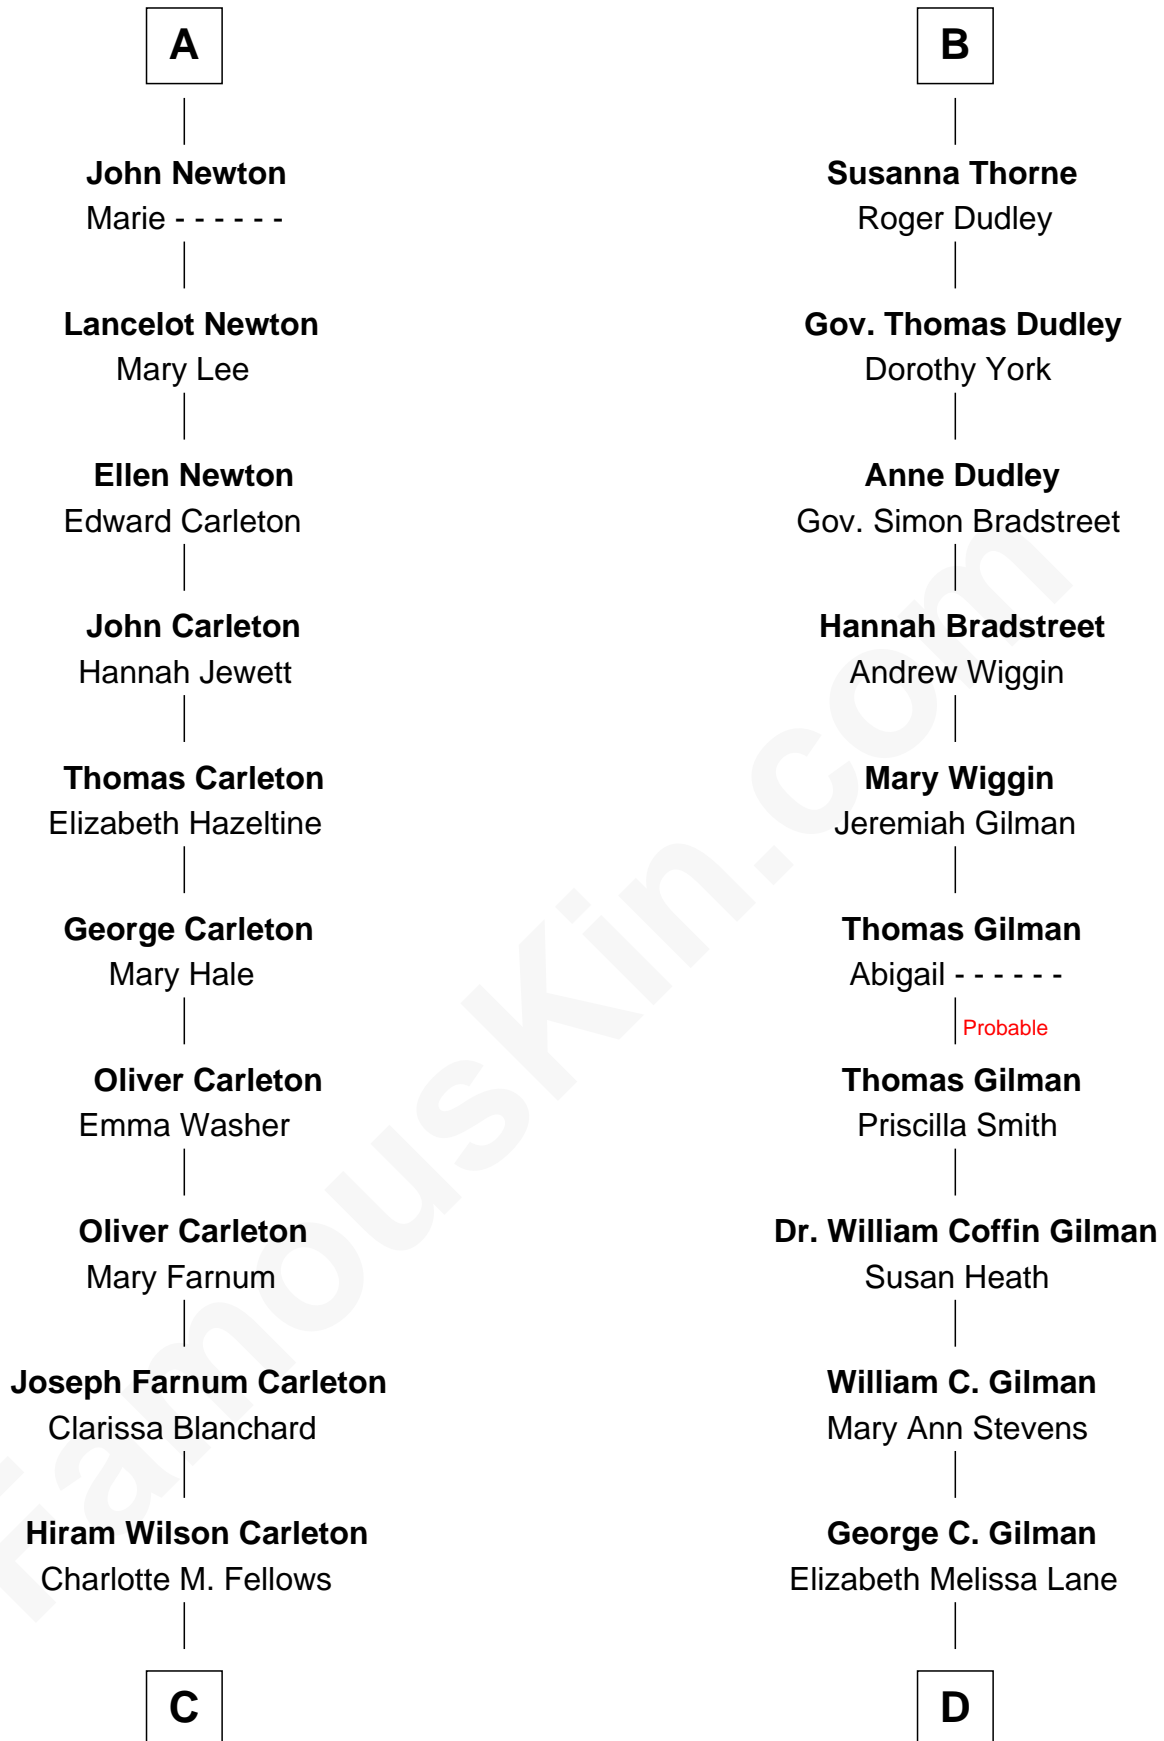 A
John Newton
Marie - - - - - -
Lancelot Newton
Mary Lee
Ellen Newton
Edward Carleton
John Carleton
Hannah Jewett
Thomas Carleton
Elizabeth Hazeltine
George Carleton
Mary Hale
Oliver Carleton
Emma Washer
Oliver Carleton
Mary Farnum
Joseph Farnum Carleton
Clarissa Blanchard
Hiram Wilson Carleton
Charlotte M. Fellows
C
B
Susanna Thorne
Roger Dudley
Gov. Thomas Dudley
Dorothy York
Anne Dudley
Gov. Simon Bradstreet
Hannah Bradstreet
Andrew Wiggin
Mary Wiggin
Jeremiah Gilman
Thomas Gilman
Abigail - - - - - -
Probable
Thomas Gilman
Priscilla Smith
Dr. William Coffin Gilman
Susan Heath
William C. Gilman
Mary Ann Stevens
George C. Gilman
Elizabeth Melissa Lane
D
FamousKin.com